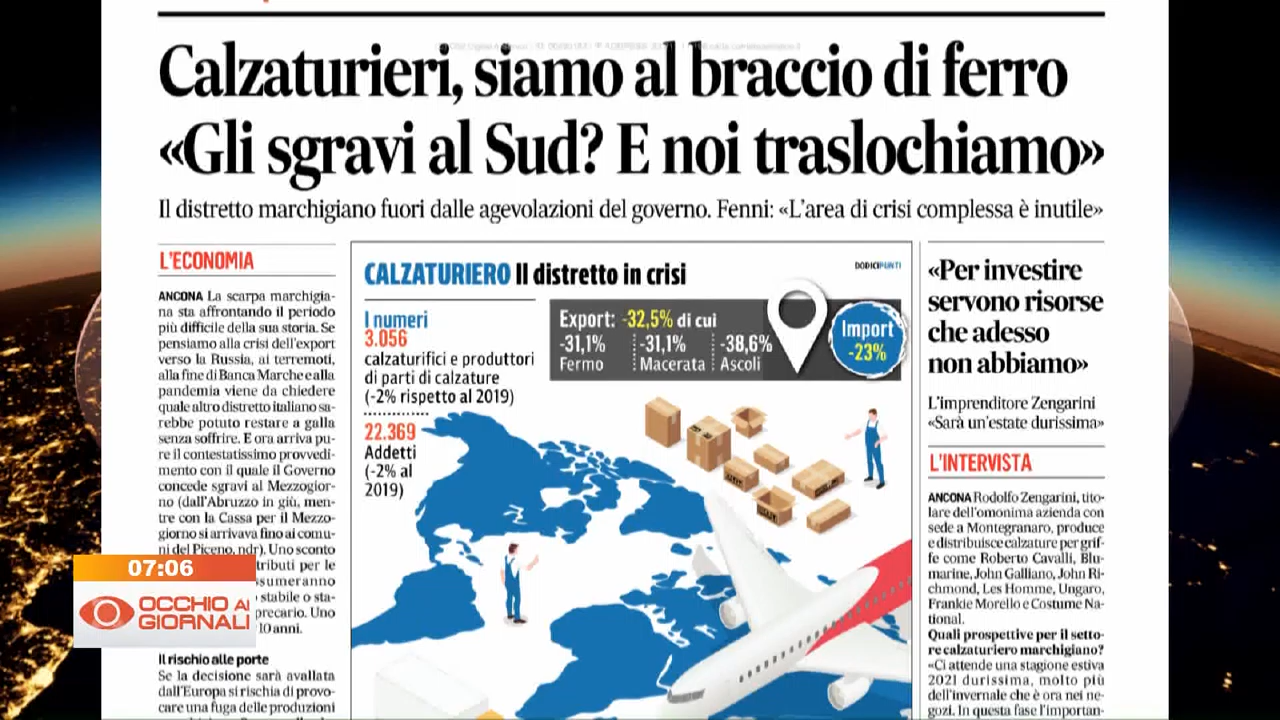 Calzaturieri, siamo al braccio di ferro
«Gli sgravi al Sud? E noi traslochiamo»
Il distretto marchigiano fuori dalle agevolazioni del governo. Fenni: «L'area di crisi complessa è inutile»
L'ECONOMIA
ANCONA La scarpa marchigia-
na sta affrontando il periodo
più difficile della sua storia. Se
pensiamo alla crisi dell'export
verso la Russia, ai terremoti,
alla fine di Banca Marche e alla
pandemia viene da chiedere
quale altro distretto italiano sa-
rebbe potuto restare a galla
senza soffrire. E ora arriva pu-
re il contestatissimo provvedi-
mento con il quale il Governo
concede sgravi al Mezzogior-
no (dall'Abruzzo in giù, men-
tre con la Cassa per il Mezzo-
giorno si arrivava fino ai comu-
ni del Piceno, ndr). Uno sconto
tributi per le
ssumeranno
stabile o sta-
precario. Uno
10 anni.
Il rischio alle porte
Se la decisione sarà avallata
dall'Europa si rischia di provo-
care una fuga delle produzioni
CALZATURIERO Il distretto in crisi
DODICIPUNTI
I numeri
3.056
calzaturifici e produttori
di parti di calzature
(-2% rispetto al 2019)
22.369
Addetti
(-2% al
2019)
Export: -32,5% di cui
-31,1% -31,1% -38,6%
Fermo Macerata Ascoli
Import
-23%
«Per investire
servono risorse
che adesso
non abbiamo»
L'imprenditore Zengarini
«Sarà un'estate durissima»
L'INTERVISTA
ANCONA Rodolfo Zengarini, tito-
lare dell'omonima azienda con
sede a Montegranaro, produce
e distribuisce calzature per grif-
fe come Roberto Cavalli, Blu-
marine, John Galliano, John Ri-
chmond, Les Homme, Ungaro,
Frankie Morello e Costume Na-
tional.
Quali prospettive per il setto-
re calzaturiero marchigiano?
«Ci attende una stagione estiva
2021 durissima, molto più
dell'invernale che è ora nei ne-
gozi. In questa fase l'importan-
07:06
OCCHIO AI
GIORNALI